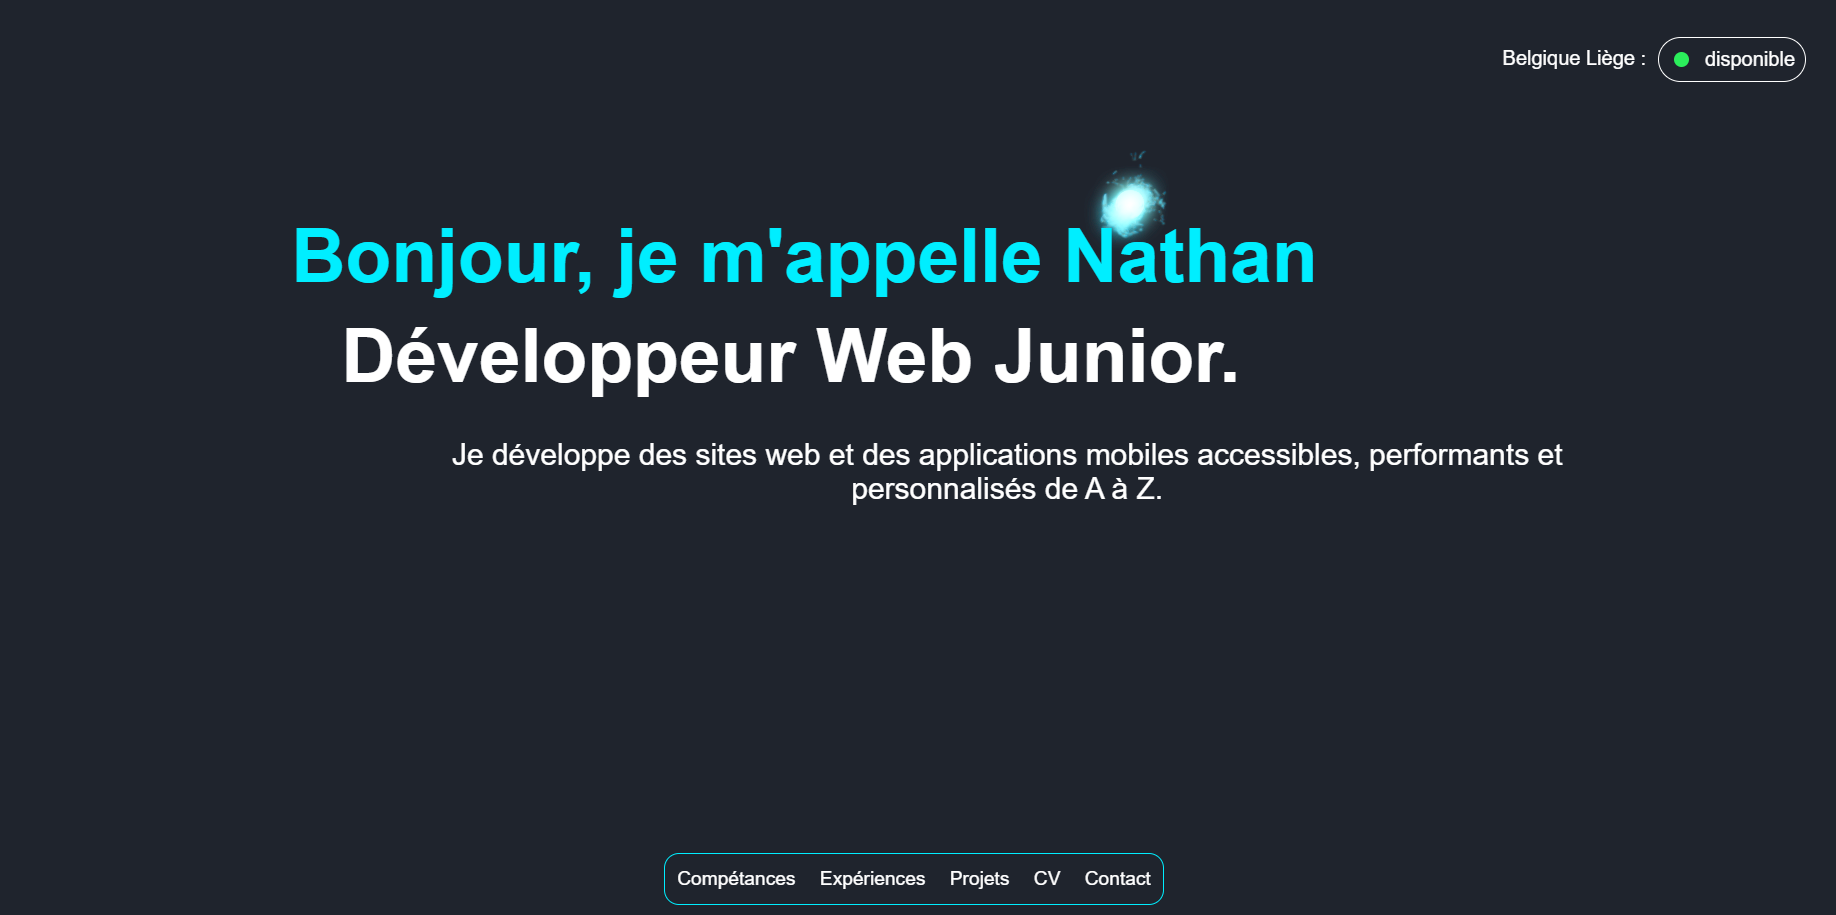 Belgique Liège : disponible
Bonjour, je m'appelle Nathan
Développeur Web Junior.
Je développe des sites web et des applications mobiles accessibles, performants et
personnalisés de A à Z.
Compétances Expériences Projets CV Contact